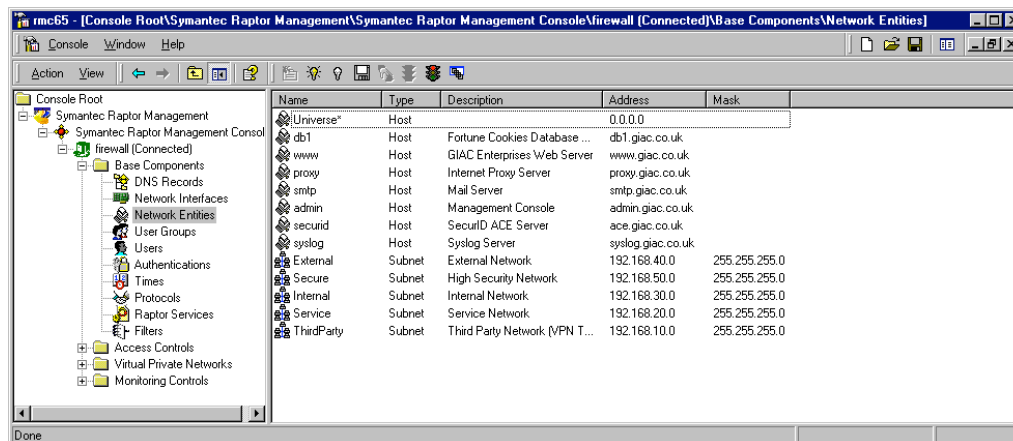 rmc65 - [Console Root\Symantec Raptor Management\Symantec Raptor Management Console\firewall (Connected)\Base Components\Network Entities]
Console Window Help
Action View
Console Root
Symantec Raptor Management
Symantec Raptor Management Consol
firewall (Connected)
Base Components
DNS Records
Network Interfaces
Network Entities
User Groups
Users
Authentications
Times
Protocols
Raptor Services
Filters
Access Controls
Virtual Private Networks
Monitoring Controls
Name Type Description Address Mask
Universe* Host 0.0.0.0
db1 Host Fortune Cookies Database ... db1.giac.co.uk
www Host GIAC Enterprises Web Server www.giac.co.uk
proxy Host Internet Proxy Server proxy.giac.co.uk
smtp Host Mail Server smtp.giac.co.uk
admin Host Management Console admin.giac.co.uk
securid Host SecurID ACE Server ace.giac.co.uk
syslog Host Syslog Server syslog.giac.co.uk
External Subnet External Network 192.168.40.0 255.255.255.0
Secure Subnet High Security Network 192.168.50.0 255.255.255.0
Internal Subnet Internal Network 192.168.30.0 255.255.255.0
Service Subnet Service Network 192.168.20.0 255.255.255.0
ThirdParty Subnet Third Party Network (VPN T... 192.168.10.0 255.255.255.0
Done